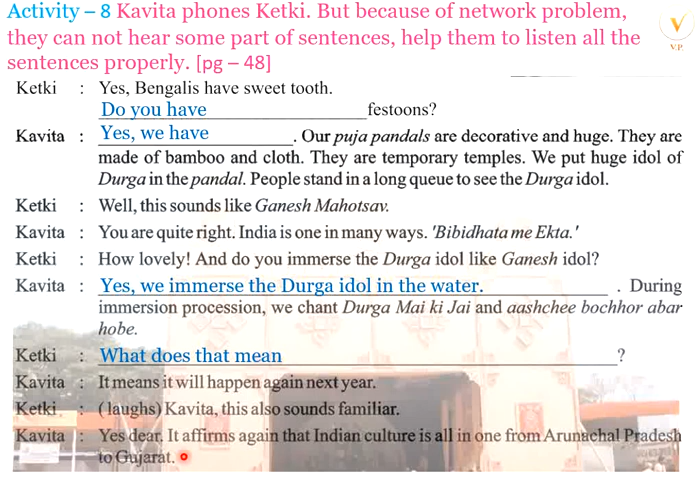 Activity – 8 Kavita phones Ketki. But because of network problem,
they can not hear some part of sentences, help them to listen all the
sentences properly. [pg – 48]
V.P.
Ketki : Yes, Bengalis have sweet tooth.
Do you have festoons?
Kavita : Yes, we have . Our puja pandals are decorative and huge. They are
made of bamboo and cloth. They are temporary temples. We put huge idol of
Durga in the pandal. People stand in a long queue to see the Durga idol.
Ketki : Well, this sounds like Ganesh Mahotsav.
Kavita : You are quite right. India is one in many ways. 'Bibidhata me Ekta.'
Ketki : How lovely! And do you immerse the Durga idol like Ganesh idol?
Kavita : Yes, we immerse the Durga idol in the water. . During
immersion procession, we chant Durga Mai ki Jai and aashchee bochhor abar
hobe.
Ketki : What does that mean ?
Kavita : It means it will happen again next year.
Ketki : ( laughs) Kavita, this also sounds familiar.
Kavita : Yes dear. It affirms again that Indian culture is all in one from Arunachal Pradesh
to Gujarat.